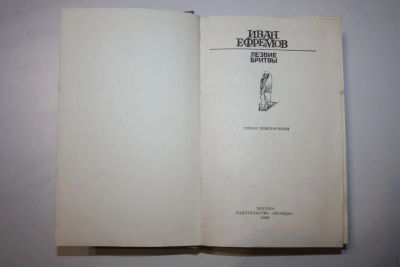 ИВАН
ЕФРЕМОВ
ЛЕЗВИЕ
БРИТВЫ
РОМАН ПРИКЛЮЧЕНИЙ
МОСКВА
ИЗДАТЕЛЬСТВО «ПРАВДА»